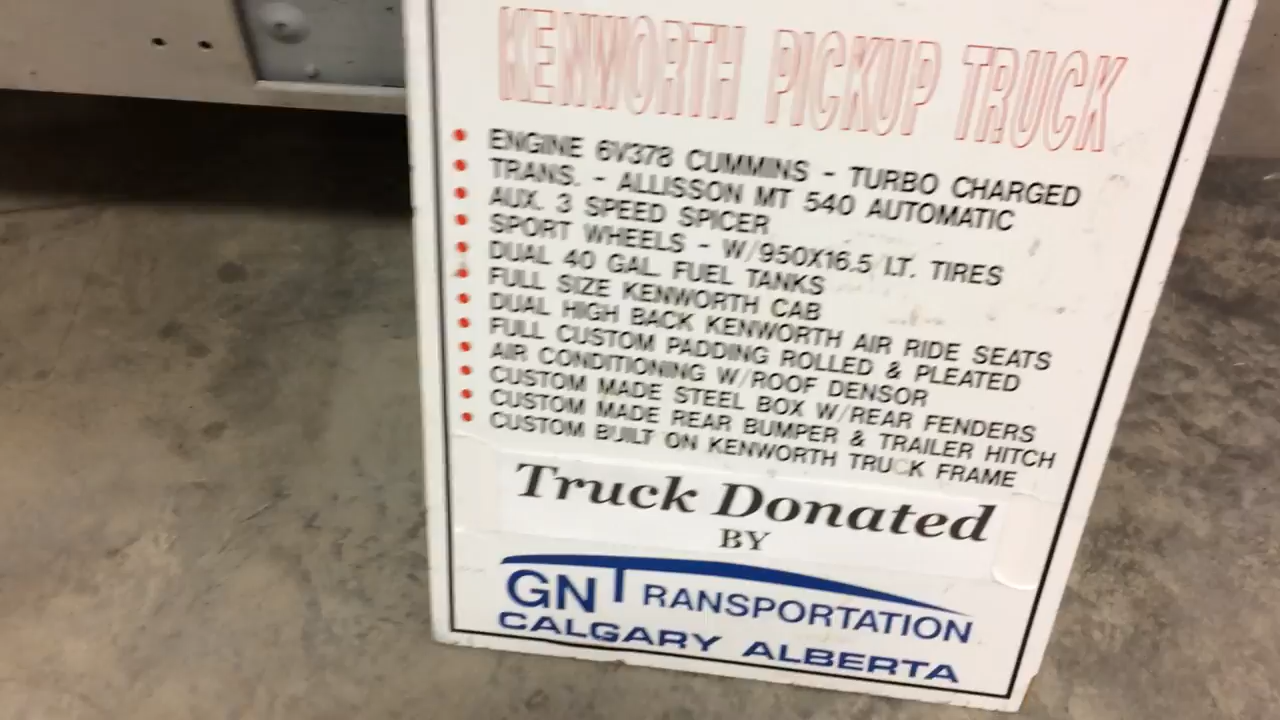 KENWORTH PICKUP TRUCK
ENGINE 6V378 CUMMINS - TURBO CHARGED
TRANS. - ALLISSON MT 540 AUTOMATIC
AUX. 3 SPEED SPICER
SPORT WHEELS - W/950X16.5 LT. TIRES
DUAL 40 GAL. FUEL TANKS
FULL SIZE KENWORTH CAB
DUAL HIGH BACK KENWORTH AIR RIDE SEATS
FULL CUSTOM PADDING ROLLED & PLEATED
AIR CONDITIONING W/ROOF DENSOR
CUSTOM MADE STEEL BOX W/REAR FENDERS
CUSTOM MADE REAR BUMPER & TRAILER HITCH
CUSTOM BUILT ON KENWORTH TRUCK FRAME
Truck Donated
BY
GN TRANSPORTATION
CALGARY ALBERTA